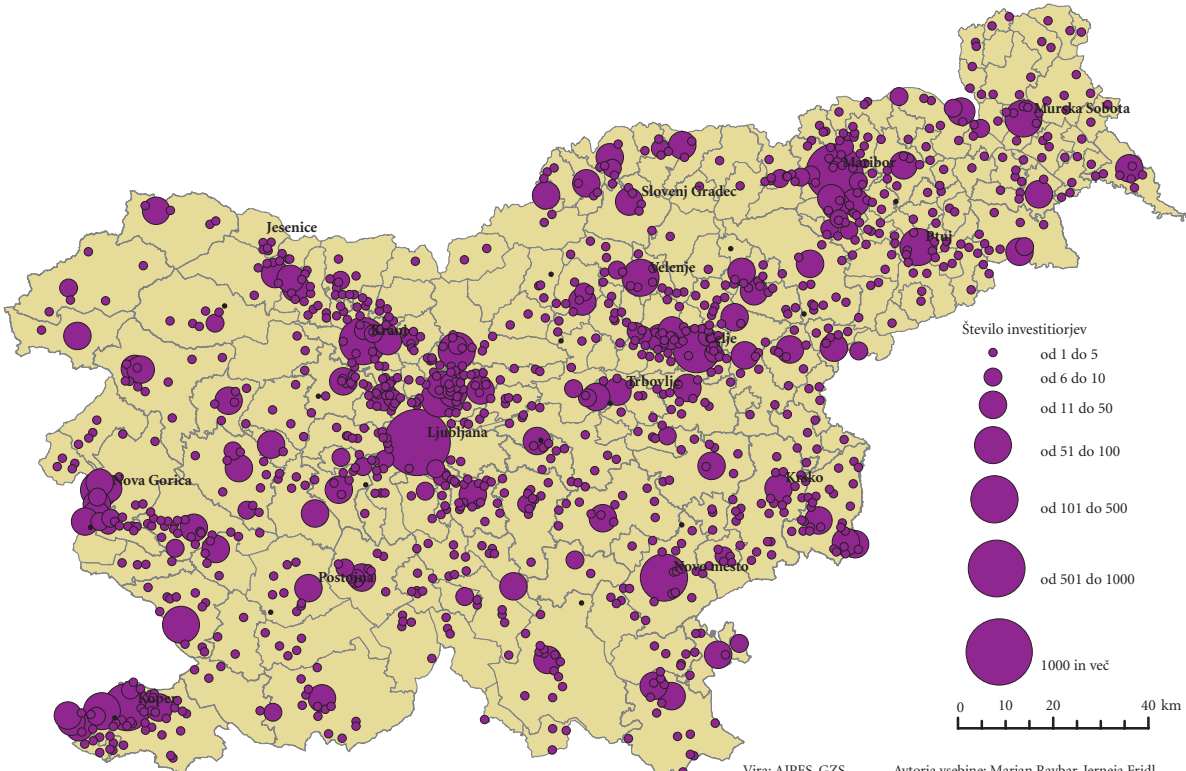 Murska Sobota
Maribor
Slovenj Gradec
Jesenice
Ptuj
Velenje
Kranj
Celje
Trbovlje
Ljubljana
Nova Gorica
Krško
Novo mesto
Postojna
Koper
Število investitiorjev
od 1 do 5
od 6 do 10
od 11 do 50
od 51 do 100
od 101 do 500
od 501 do 1000
1000 in več
0 10 20 40 km
Vira: AJPES, GZS Avtorja vsebine: Marjan Ravbar, Jerneja Fridl